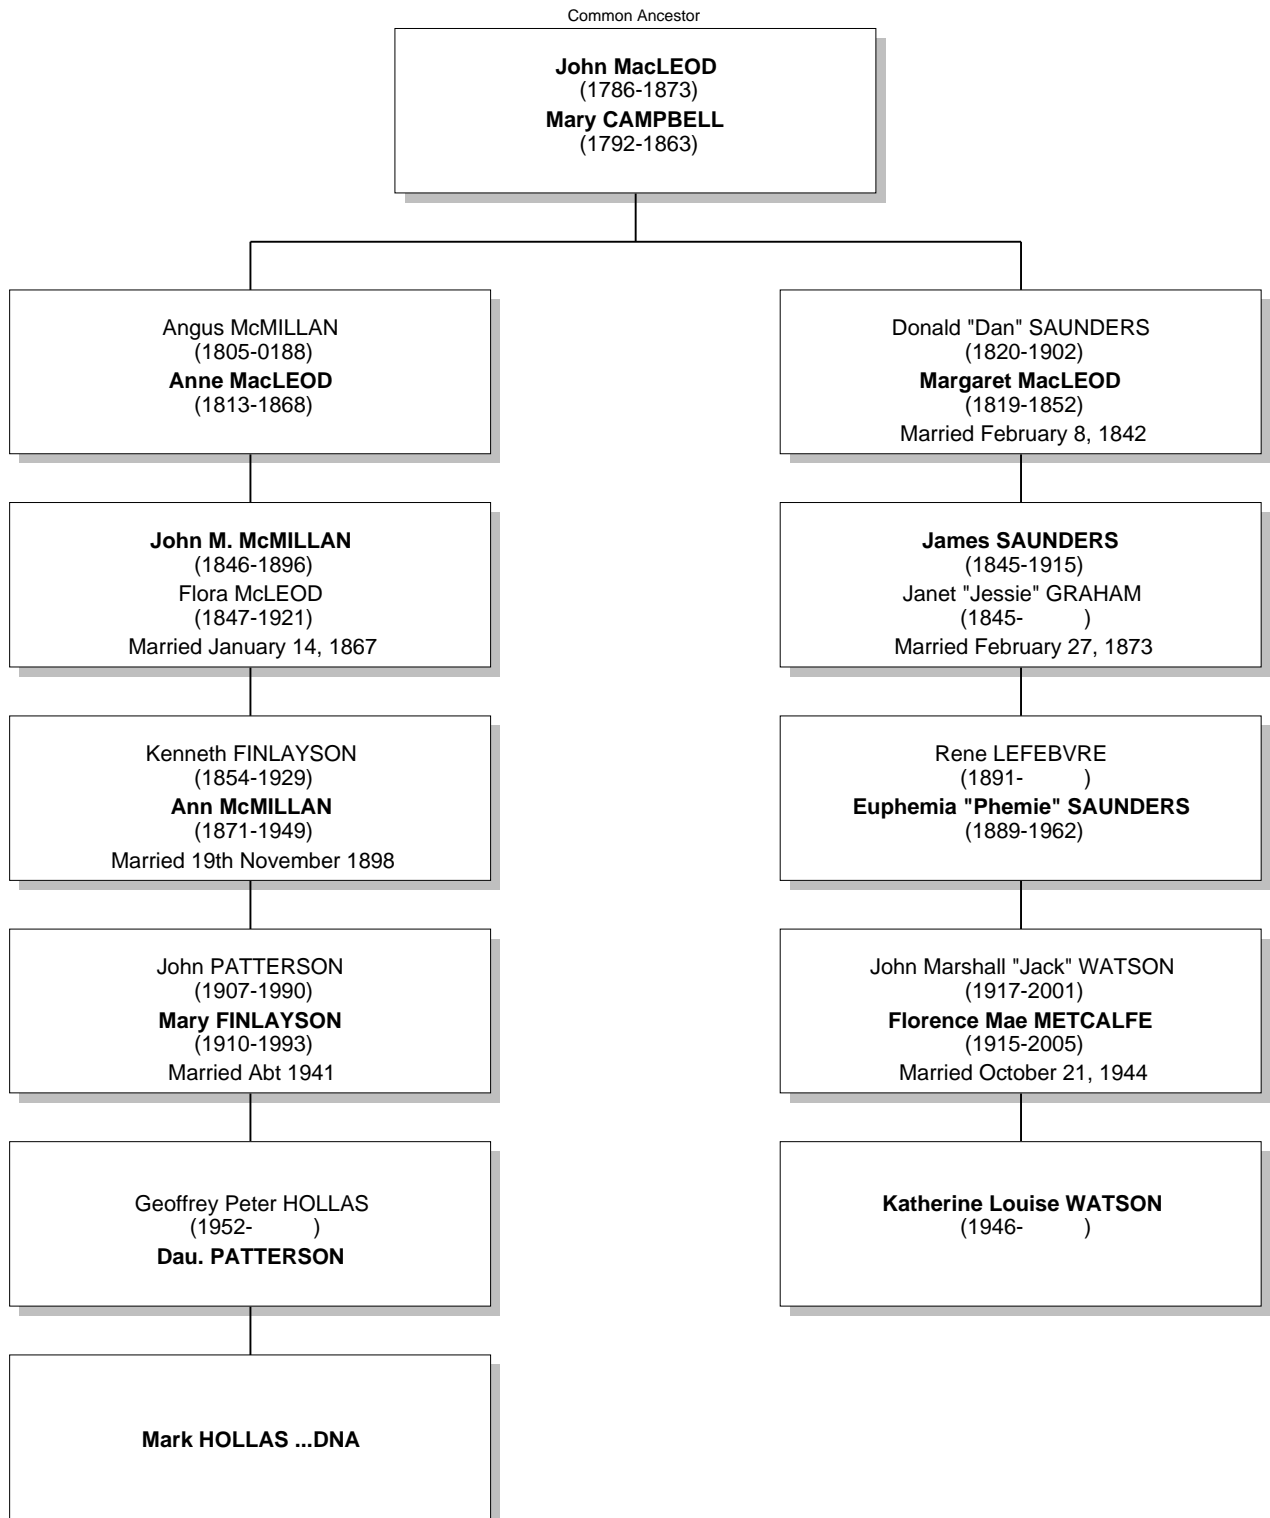 Common Ancestor
John MacLEOD
(1786-1873)
Mary CAMPBELL
(1792-1863)
Angus McMILLAN
(1805-0188)
Anne MacLEOD
(1813-1868)
Donald "Dan" SAUNDERS
(1820-1902)
Margaret MacLEOD
(1819-1852)
Married February 8, 1842
John M. McMILLAN
(1846-1896)
Flora McLEOD
(1847-1921)
Married January 14, 1867
James SAUNDERS
(1845-1915)
Janet "Jessie" GRAHAM
(1845- )
Married February 27, 1873
Kenneth FINLAYSON
(1854-1929)
Ann McMILLAN
(1871-1949)
Married 19th November 1898
Rene LEFEBVRE
(1891- )
Euphemia "Phemie" SAUNDERS
(1889-1962)
John PATTERSON
(1907-1990)
Mary FINLAYSON
(1910-1993)
Married Abt 1941
John Marshall "Jack" WATSON
(1917-2001)
Florence Mae METCALFE
(1915-2005)
Married October 21, 1944
Geoffrey Peter HOLLAS
(1952- )
Dau. PATTERSON
Katherine Louise WATSON
(1946- )
Mark HOLLAS ...DNA